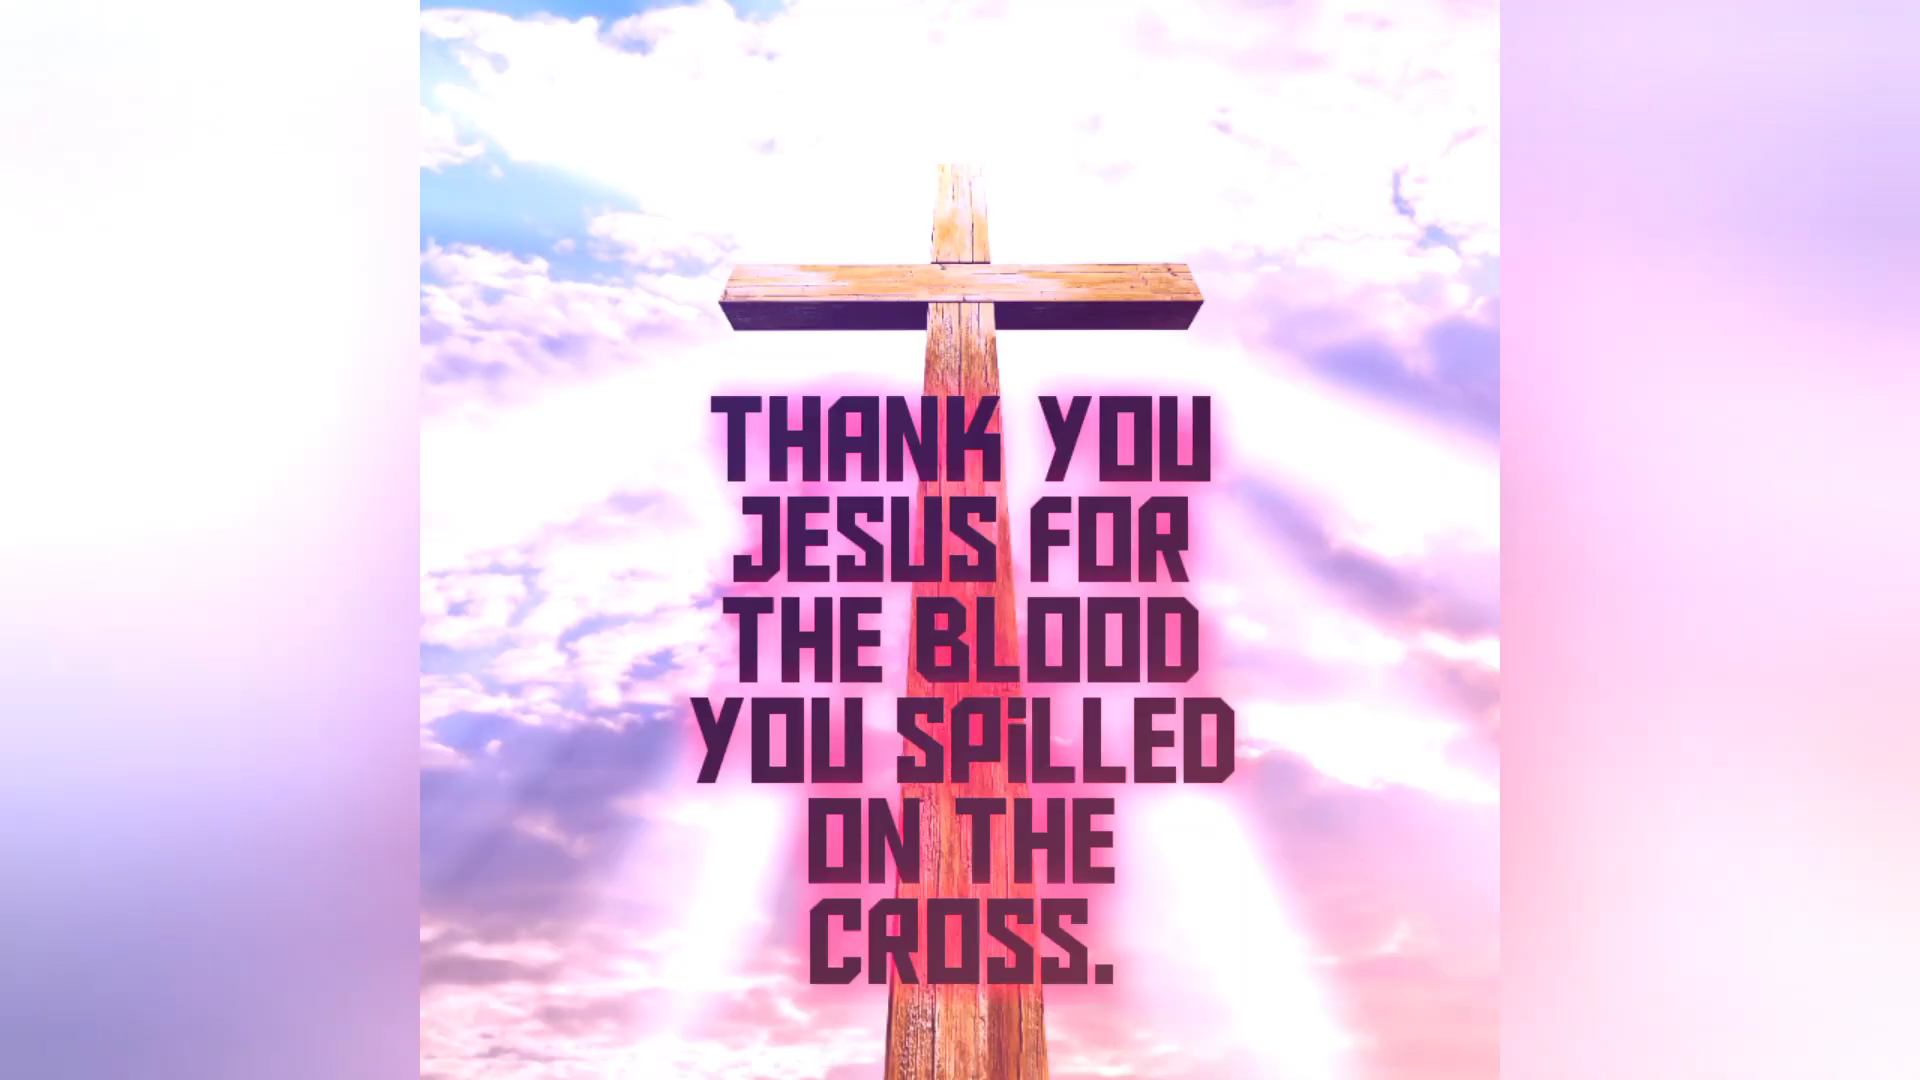 THANK YOU
JESUS FOR
THE BLOOD
YOU SPiLLED
ON THE
CROSS.